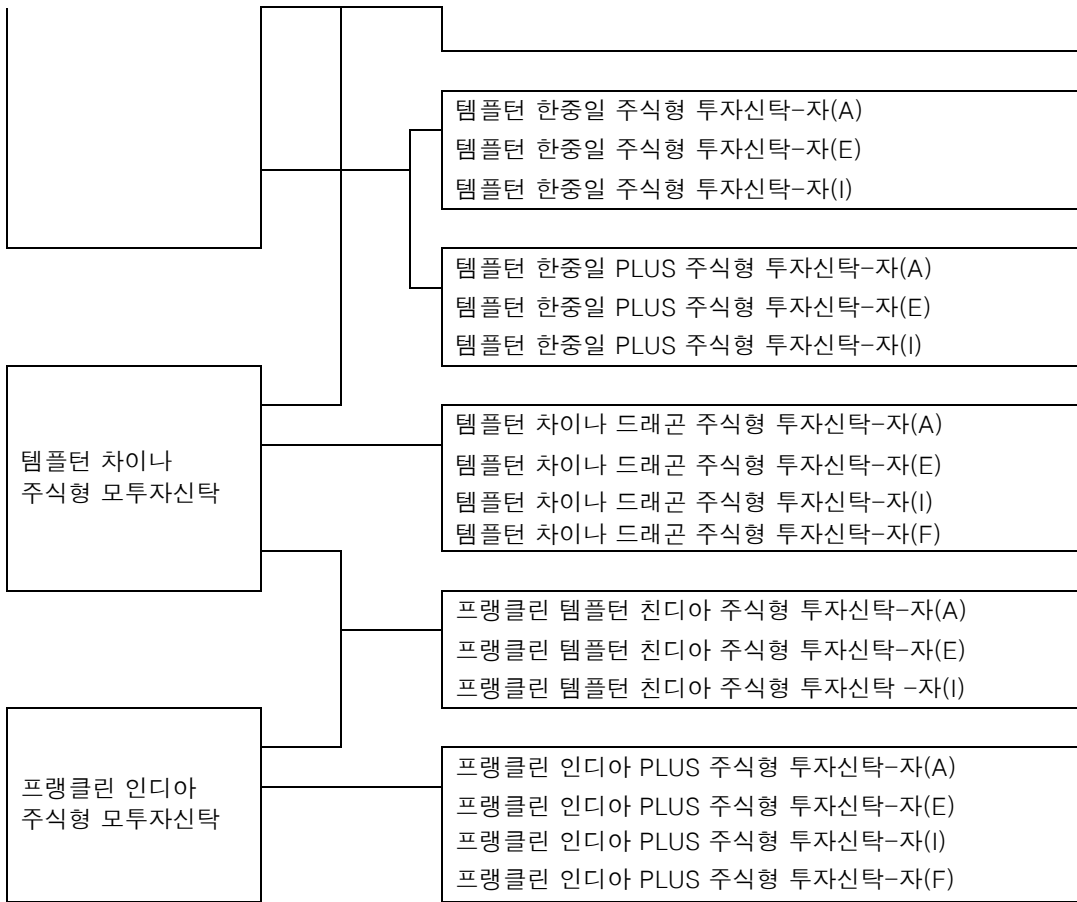 템플턴 한중일 주식형 투자신탁-자(A)
템플턴 한중일 주식형 투자신탁-자(E)
템플턴 한중일 주식형 투자신탁-자(I)
템플턴 한중일 PLUS 주식형 투자신탁-자(A)
템플턴 한중일 PLUS 주식형 투자신탁-자(E)
템플턴 한중일 PLUS 주식형 투자신탁-자(I)
템플턴 차이나
주식형 모투자신탁
템플턴 차이나 드래곤 주식형 투자신탁-자(A)
템플턴 차이나 드래곤 주식형 투자신탁-자(E)
템플턴 차이나 드래곤 주식형 투자신탁-자(I)
템플턴 차이나 드래곤 주식형 투자신탁-자(F)
프랭클린 템플턴 친디아 주식형 투자신탁-자(A)
프랭클린 템플턴 친디아 주식형 투자신탁-자(E)
프랭클린 템플턴 친디아 주식형 투자신탁 -자(I)
프랭클린 인디아
주식형 모투자신탁
프랭클린 인디아 PLUS 주식형 투자신탁-자(A)
프랭클린 인디아 PLUS 주식형 투자신탁-자(E)
프랭클린 인디아 PLUS 주식형 투자신탁-자(I)
프랭클린 인디아 PLUS 주식형 투자신탁-자(F)